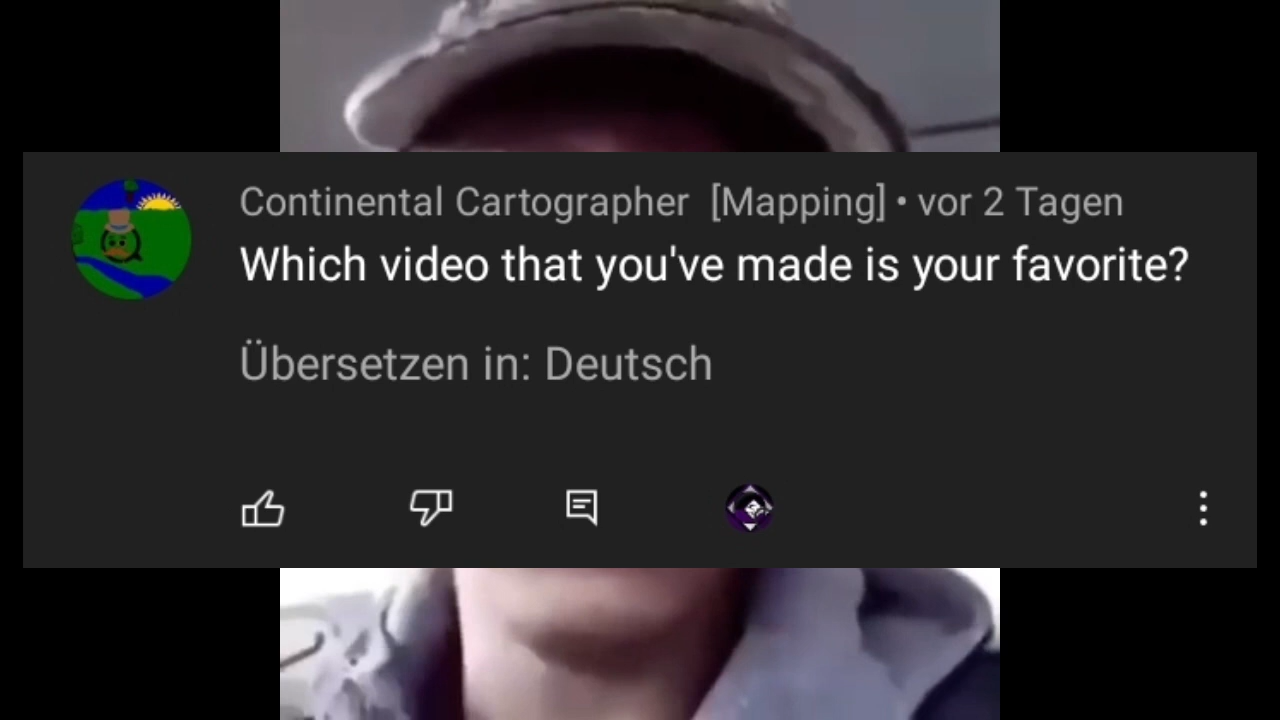 Continental Cartographer [Mapping] • vor 2 Tagen
Which video that you've made is your favorite?
Übersetzen in: Deutsch